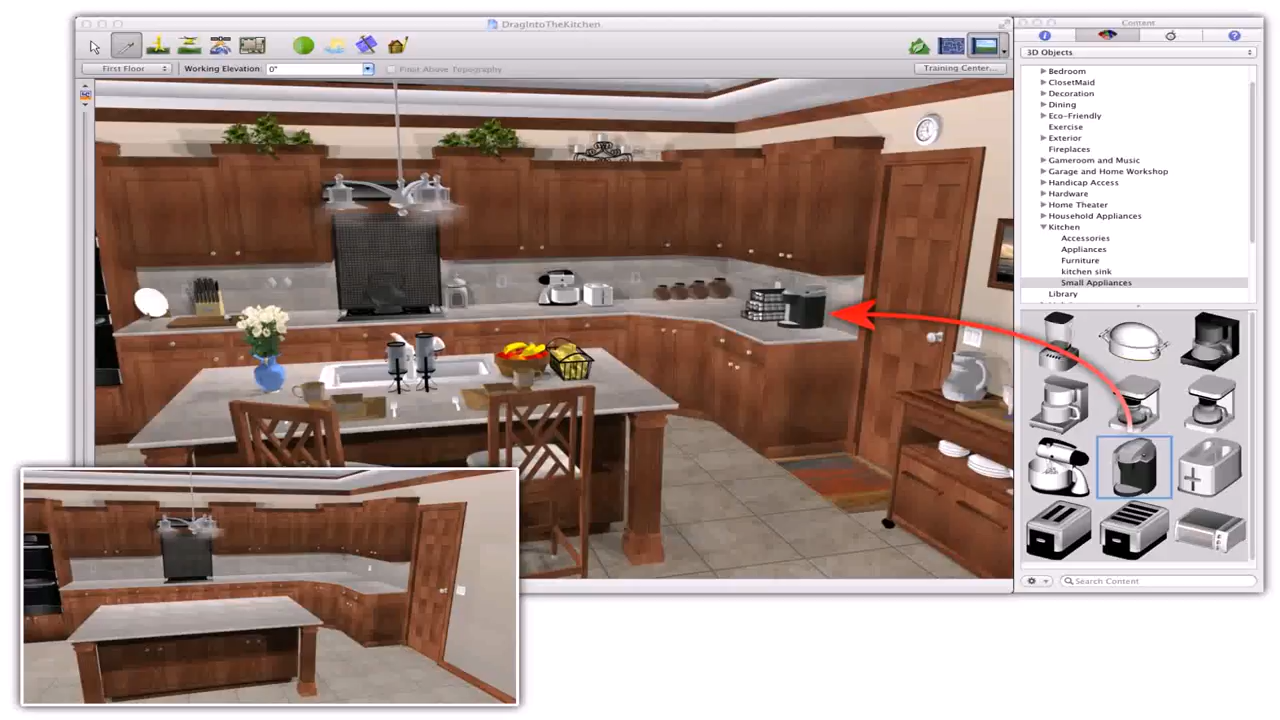 DragIntoTheKitchen
Content
First Floor
Working Elevation:
0"
Pivot Above Topography
Training Center...
3D Objects
Bedroom
ClosetMaid
Decoration
Dining
Eco-Friendly
Exercise
Exterior
Fireplaces
Gameroom and Music
Garage and Home Workshop
Handicap Access
Hardware
Home Theater
Household Appliances
Kitchen
Accessories
Appliances
Furniture
kitchen sink
Small Appliances
Library
Search Content